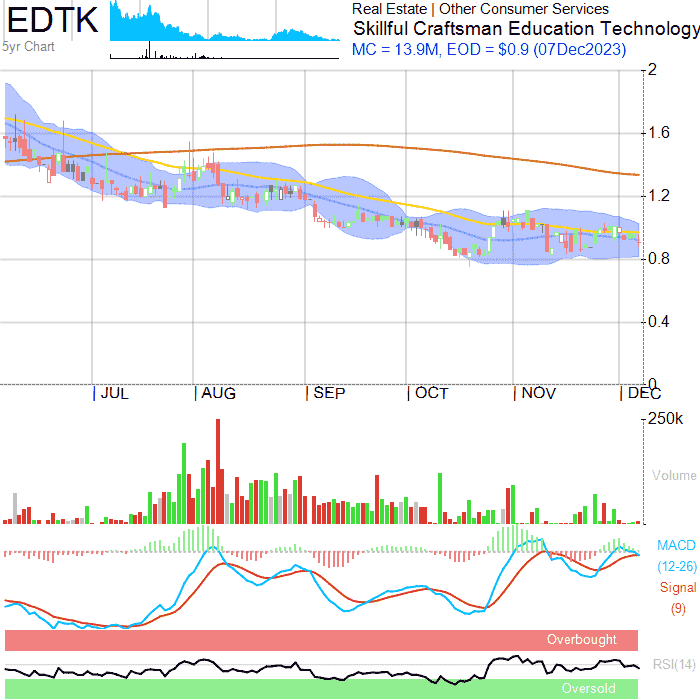 EDTK
5yr Chart
Real Estate | Other Consumer Services
Skillful Craftsman Education Technology
MC = 13.9M, EOD = $0.9 (07Dec2023)
2
1.6
1.2
0.8
0.4
0
JUL AUG SEP OCT NOV DEC
250k
Volume
MACD
(12-26)
Signal
(9)
Overbought
RSI(14)
Oversold